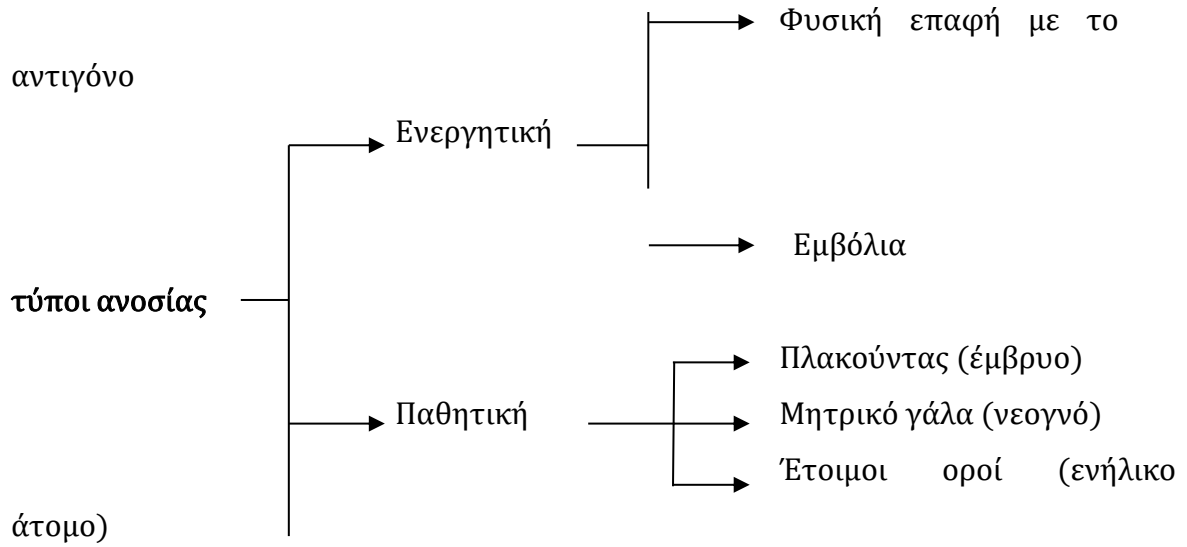 Φυσική επαφή με το
αντιγόνο
Ενεργητική
Εμβόλια
τύποι ανοσίας
Πλακούντας (έμβρυο)
Παθητική
Μητρικό γάλα (νεογνό)
Έτοιμοι οροί (ενήλικο
άτομο)